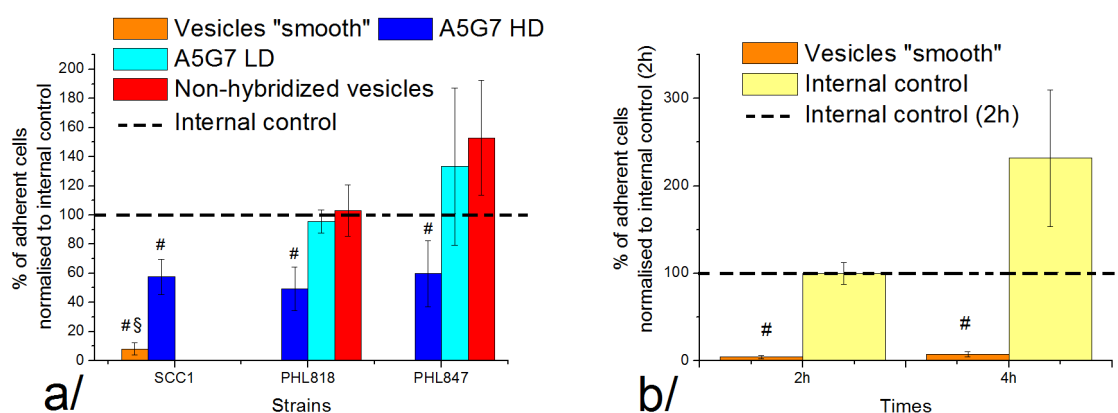 Vesicles "smooth" A5G7 HD
A5G7 LD
Non-hybridized vesicles
Internal control
% of adherent cells
normalised to internal control
200
180
160
140
120
100
80
60
40
20
0
#§
#
#
#
SCC1 PHL818 PHL847
Strains
a/
Vesicles "smooth"
Internal control
Internal control (2h)
% of adherent cells
normalised to internal control (2h)
300
200
100
0
#
#
2h 4h
Times
b/